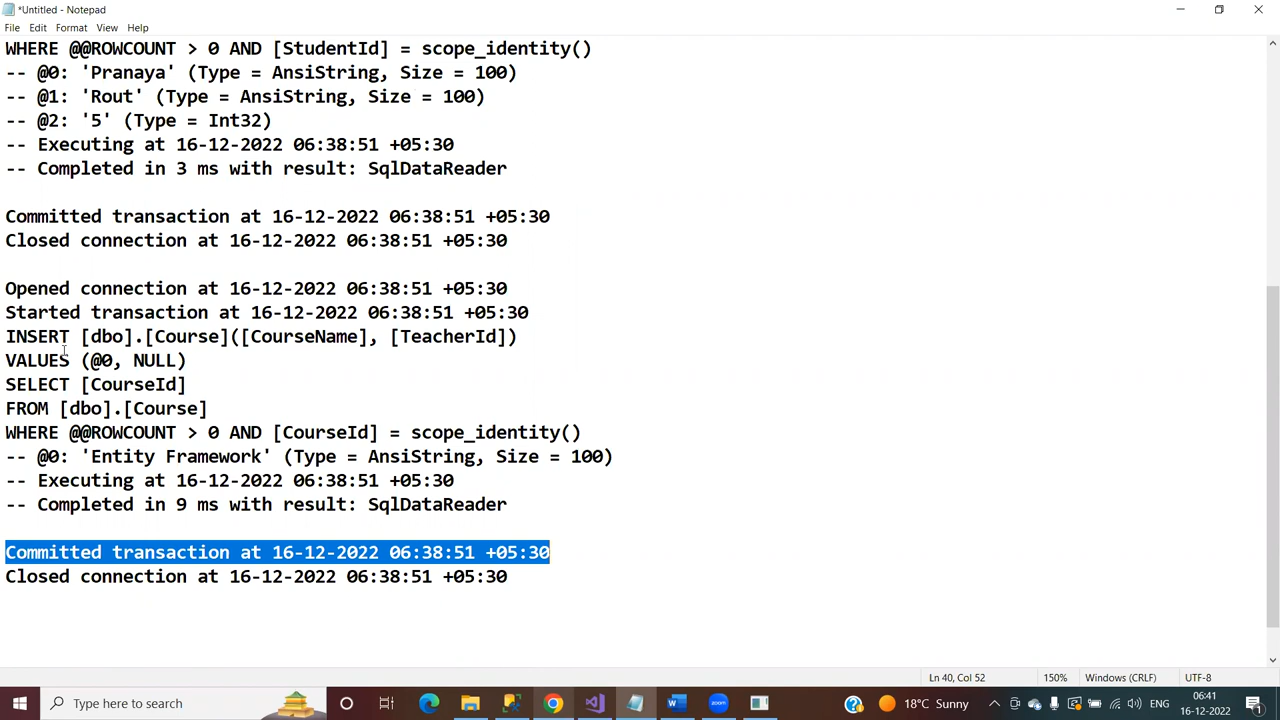 *Untitled - Notepad
File Edit Format View Help
WHERE @@ROWCOUNT > 0 AND [StudentId] = scope_identity()
-- @0: 'Pranaya' (Type = AnsiString, Size = 100)
-- @1: 'Rout' (Type = AnsiString, Size = 100)
-- @2: '5' (Type = Int32)
-- Executing at 16-12-2022 06:38:51 +05:30
-- Completed in 3 ms with result: SqlDataReader
Committed transaction at 16-12-2022 06:38:51 +05:30
Closed connection at 16-12-2022 06:38:51 +05:30
Opened connection at 16-12-2022 06:38:51 +05:30
Started transaction at 16-12-2022 06:38:51 +05:30
INSERT [dbo].[Course]([CourseName], [TeacherId])
VALUES (@0, NULL)
SELECT [CourseId]
FROM [dbo].[Course]
WHERE @@ROWCOUNT > 0 AND [CourseId] = scope_identity()
-- @0: 'Entity Framework' (Type = AnsiString, Size = 100)
-- Executing at 16-12-2022 06:38:51 +05:30
-- Completed in 9 ms with result: SqlDataReader
Committed transaction at 16-12-2022 06:38:51 +05:30
Closed connection at 16-12-2022 06:38:51 +05:30
Ln 40, Col 52 150% Windows (CRLF) UTF-8
Type here to search zoom 18°C Sunny 06:41
16-12-2022 1